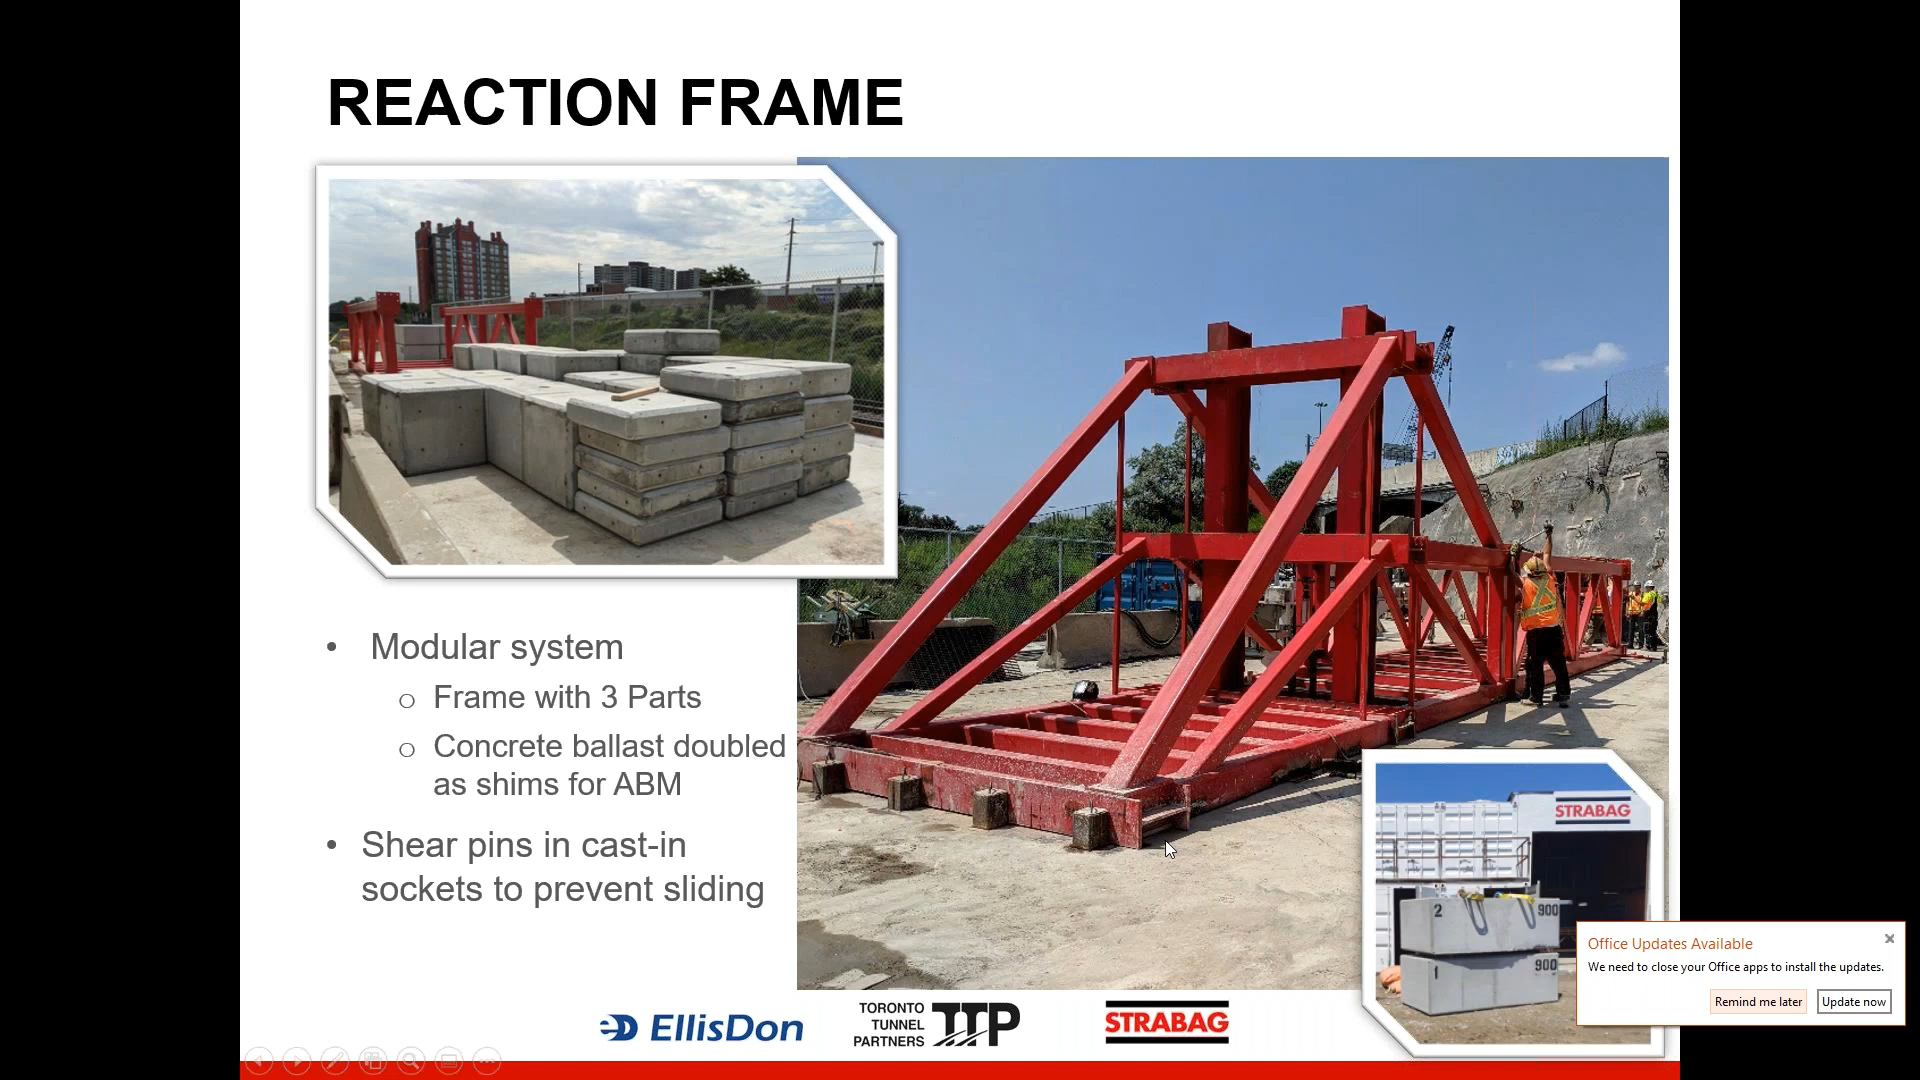 REACTION FRAME
• Modular system
o Frame with 3 Parts
o Concrete ballast doubled
as shims for ABM
• Shear pins in cast-in
sockets to prevent sliding
STRABAG
2
900
1
900
Office Updates Available
We need to close your Office apps to install the updates.
Remind me later
Update now
EllisDon
TORONTO
TUNNEL
PARTNERS
TTP
STRABAG